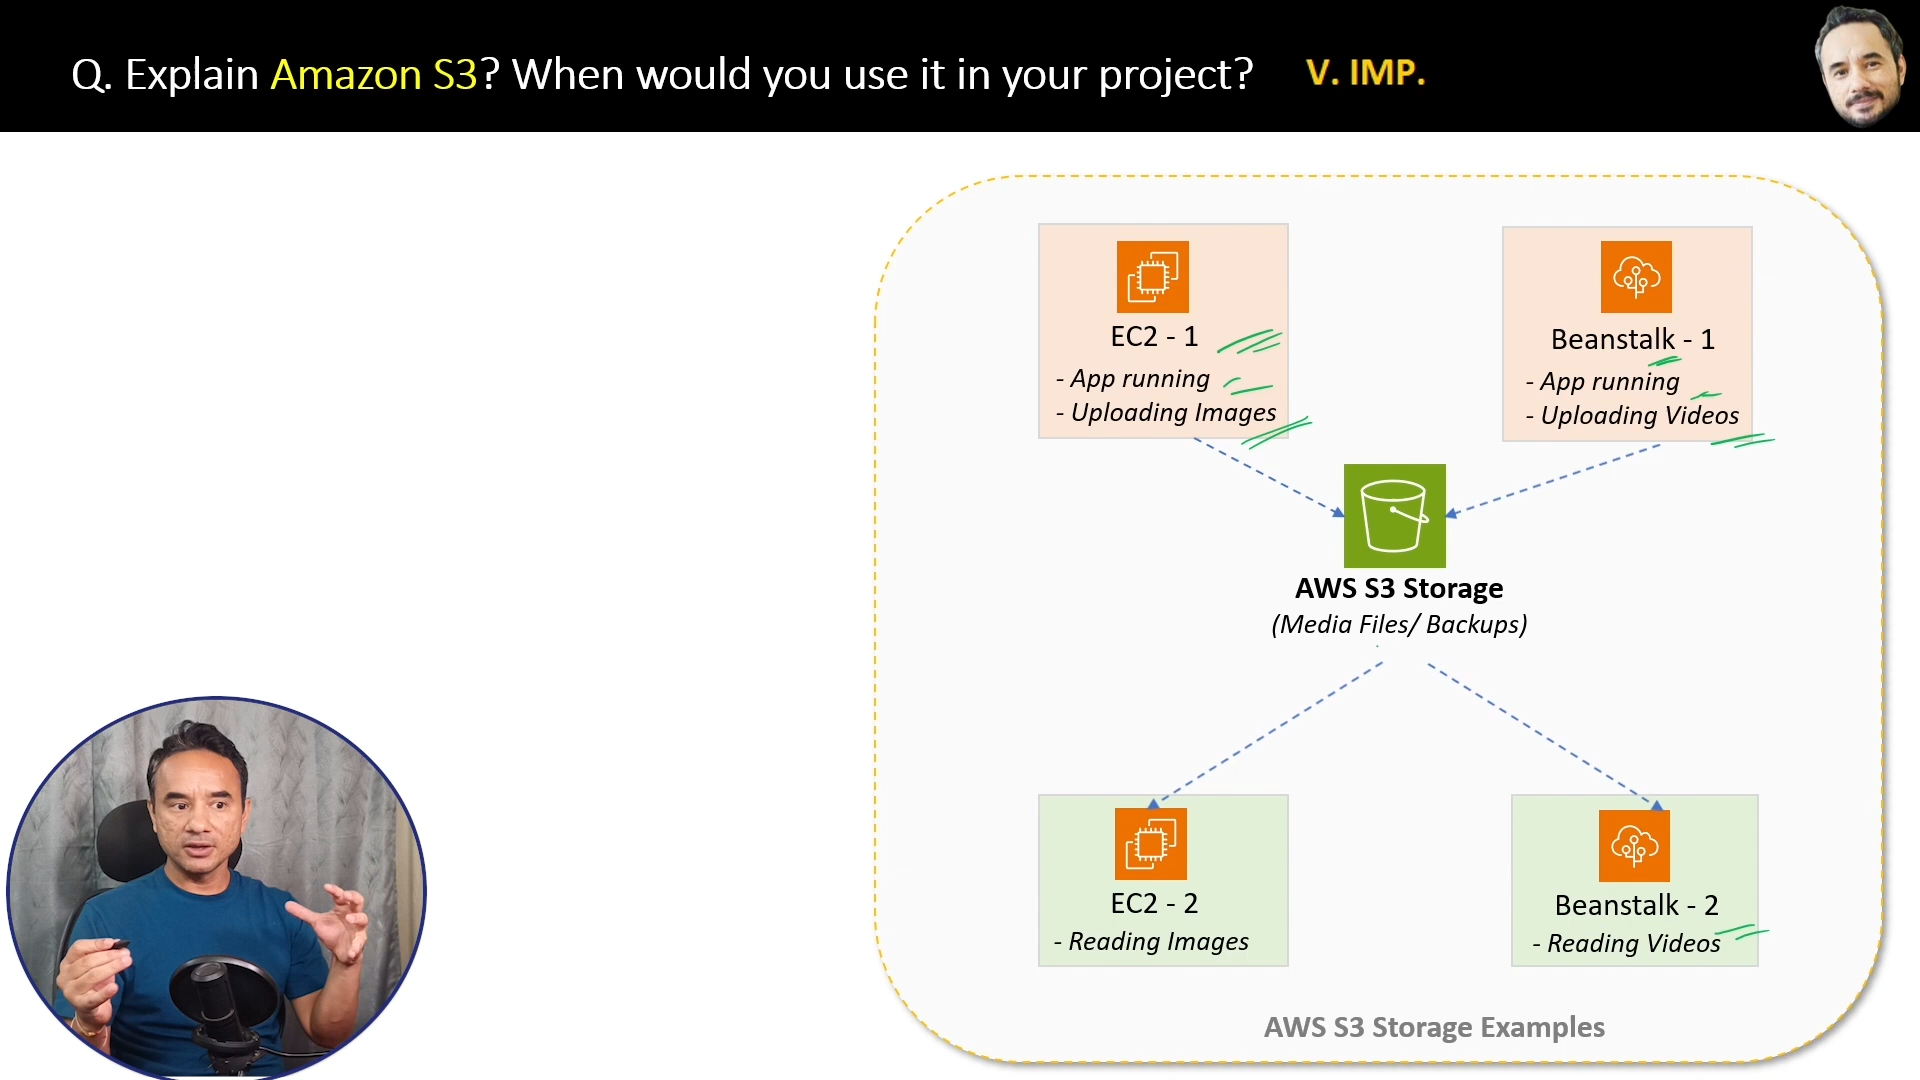 Q. Explain Amazon S3? When would you use it in your project? V. IMP.
EC2 - 1
- App running
- Uploading Images
Beanstalk - 1
- App running
- Uploading Videos
AWS S3 Storage
(Media Files/ Backups)
EC2 - 2
- Reading Images
Beanstalk - 2
- Reading Videos
AWS S3 Storage Examples